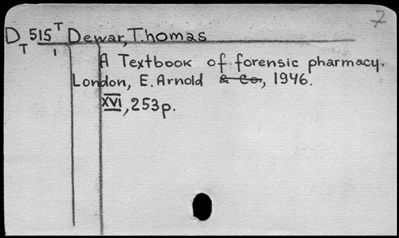 7
D 515 T Dewar, Thomas
T 1
A Textbook of forensic pharmacy.
London, E. Arnold & Co., 1946.
XVI, 253p.